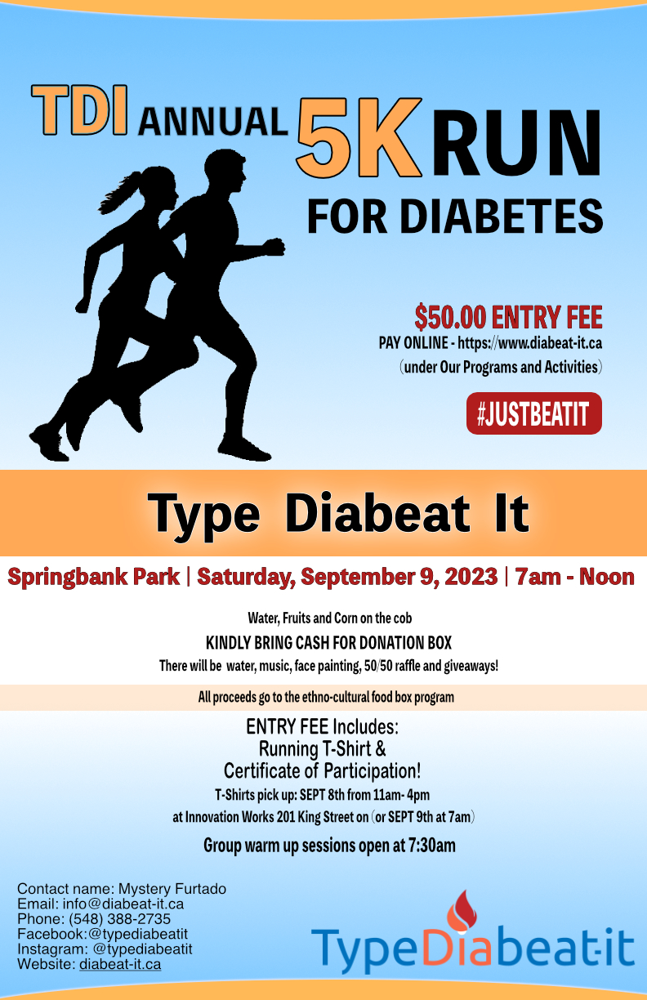 TDI ANNUAL 5K RUN
FOR DIABETES
$50.00 ENTRY FEE
PAY ONLINE - https://www.diabeat-it.ca
(under Our Programs and Activities)
#JUSTBEATIT
Type Diabeat It
Springbank Park | Saturday, September 9, 2023 | 7am - Noon
Water, Fruits and Corn on the cob
KINDLY BRING CASH FOR DONATION BOX
There will be water, music, face painting, 50/50 raffle and giveaways!
All proceeds go to the ethno-cultural food box program
ENTRY FEE Includes:
Running T-Shirt &
Certificate of Participation!
T-Shirts pick up: SEPT 8th from 11am- 4pm
at Innovation Works 201 King Street on (or SEPT 9th at 7am)
Group warm up sessions open at 7:30am
Contact name: Mystery Furtado
Email: info@diabeat-it.ca
Phone: (548) 388-2735
Facebook:@typediabeatit
Instagram: @typediabeatit
Website: diabeat-it.ca
TypeDiabeat-it